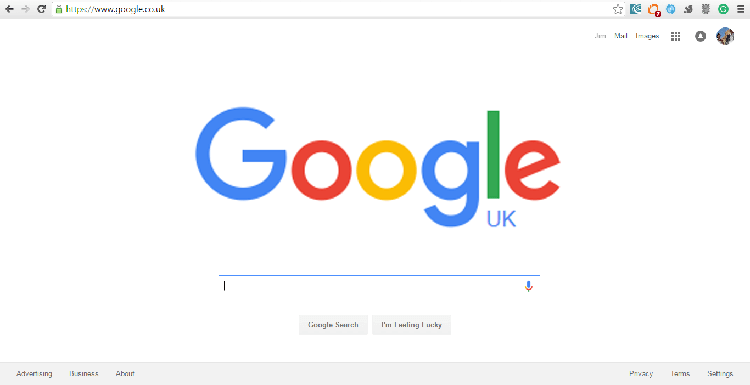 https://www.google.co.uk
7
Jim Mail Images
Google
UK
Google Search I'm Feeling Lucky
Advertising Business About Privacy Terms Settings